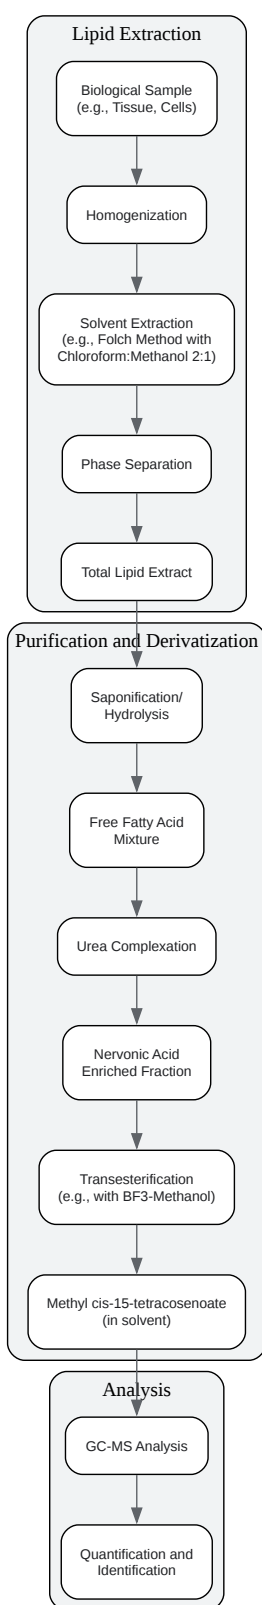 Lipid Extraction
Biological Sample
(e.g., Tissue, Cells)
Homogenization
Solvent Extraction
(e.g., Folch Method with
Chloroform:Methanol 2:1)
Phase Separation
Total Lipid Extract
Purification and Derivatization
Saponification/
Hydrolysis
Free Fatty Acid
Mixture
Urea Complexation
Nervonic Acid
Enriched Fraction
Transesterification
(e.g., with BF3-Methanol)
Methyl cis-15-tetracosenoate
(in solvent)
Analysis
GC-MS Analysis
Quantification and
Identification